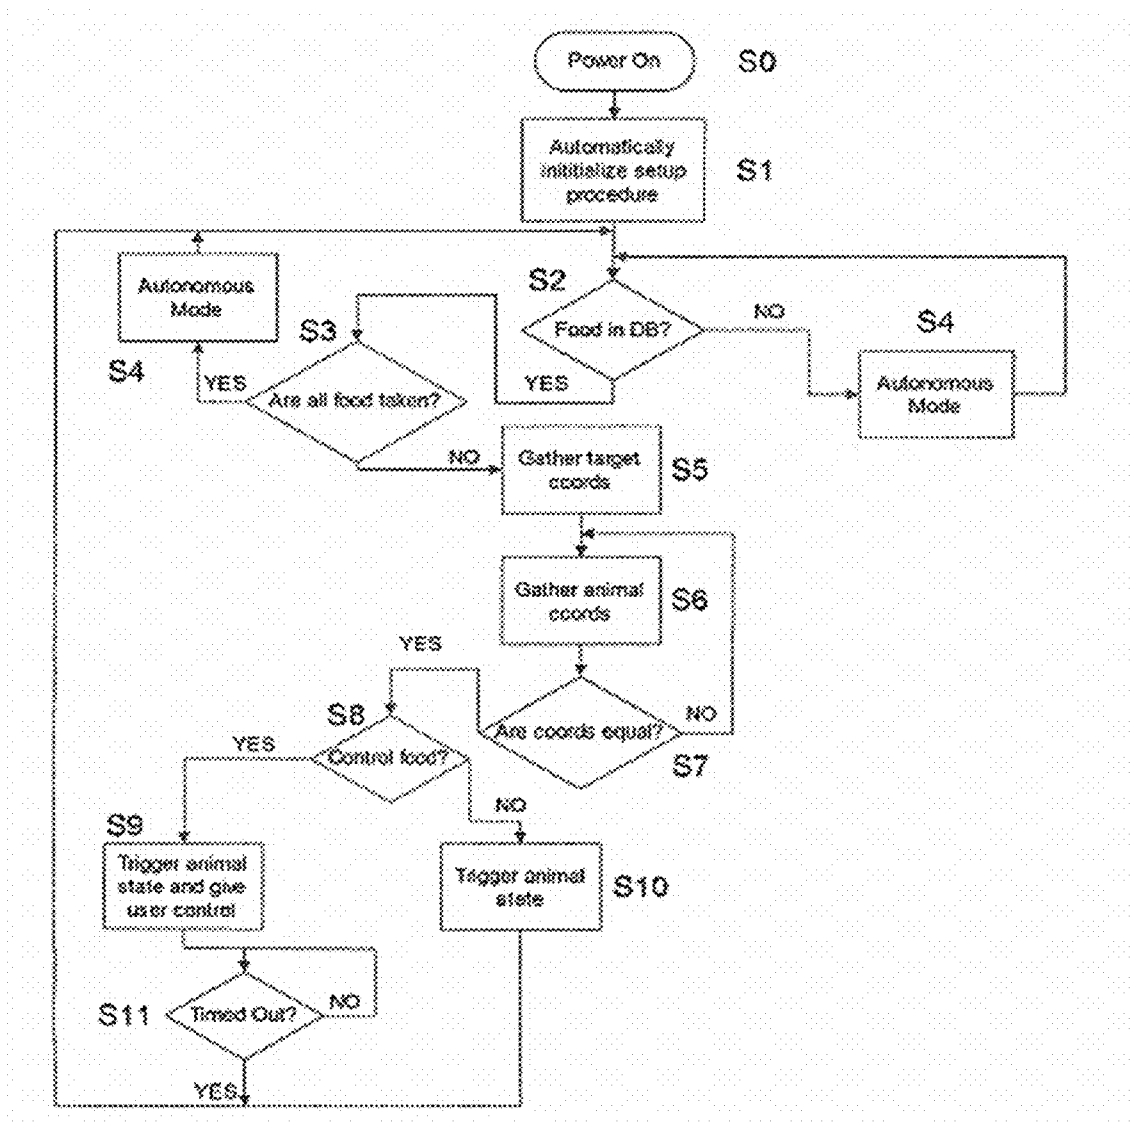 Power On
S0
Automatically
inititialize setup
procedure
S1
Autonomous
Mode
S4
S2
Food in DB?
NO
YES
S4
Autonomous
Mode
S3
Are all food taken?
YES
NO
Gather target
coords
S5
Gather animal
coords
S6
YES
Are coords equal?
NO
S7
S8
Control food?
YES
NO
S9
Trigger animal
state and give
user control
Trigger animal
state
S10
S11
Timed Out?
NO
YES